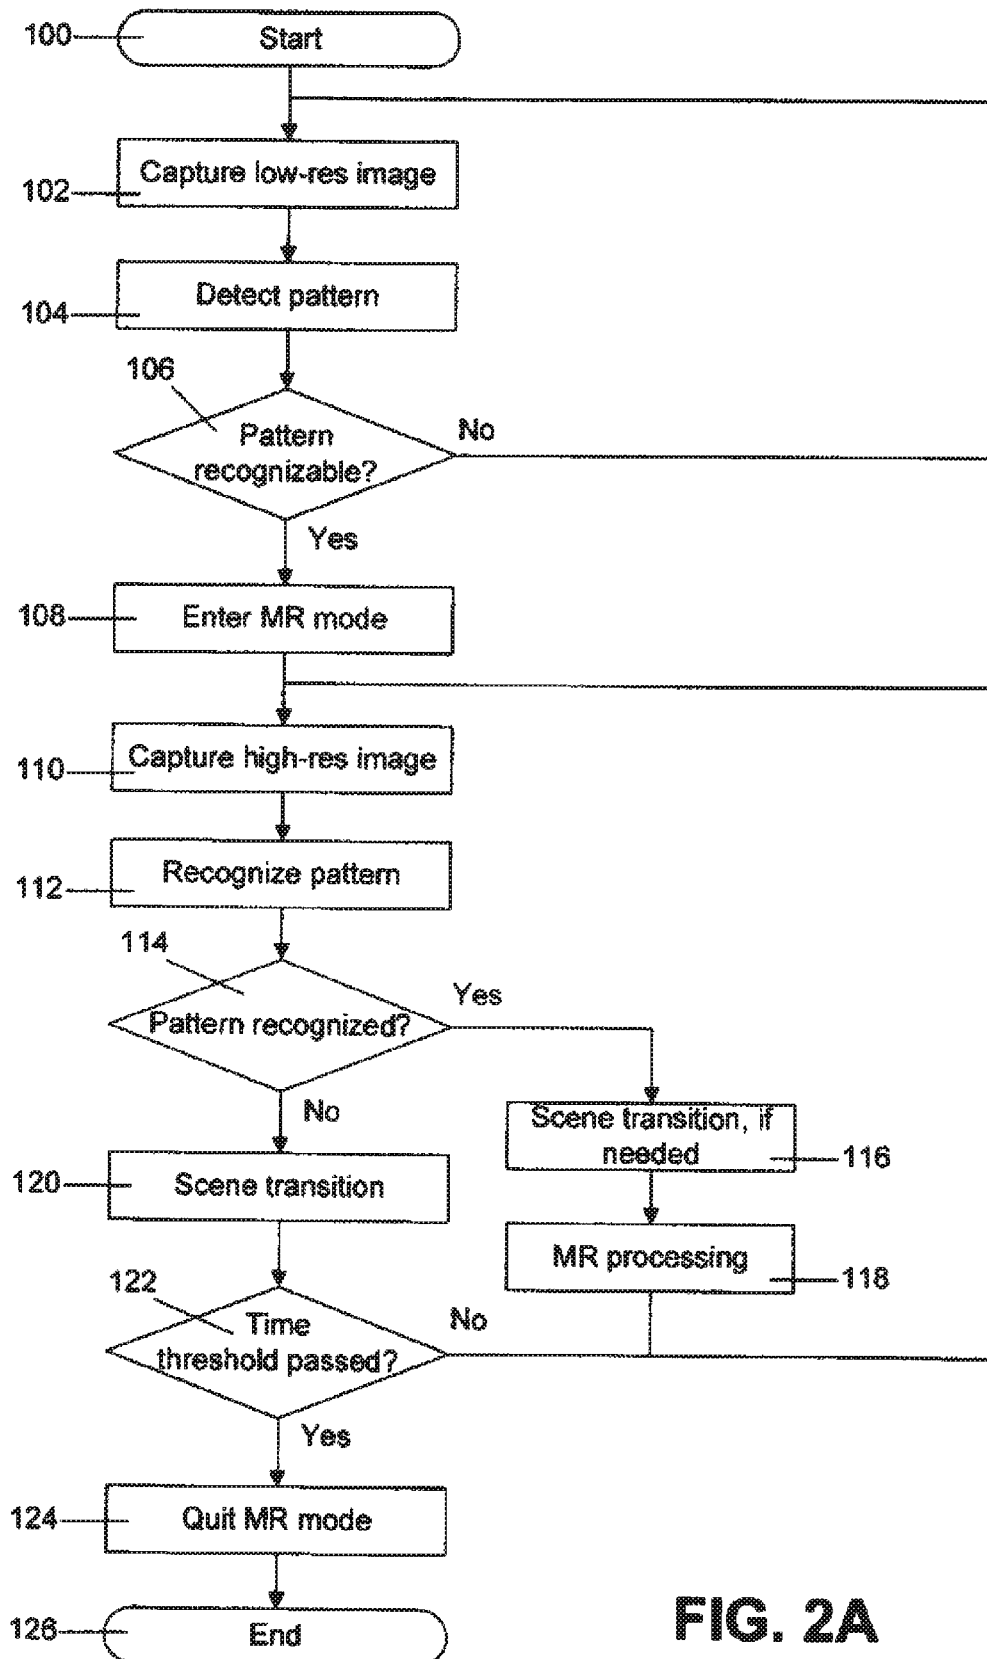 100
Start
Capture low-res image
102
Detect pattern
104
106
Pattern
recognizable?
No
Yes
108
Enter MR mode
Capture high-res image
110
Recognize pattern
112
114
Pattern recognized?
Yes
No
Scene transition, if
needed
116
120
Scene transition
MR processing
118
122
Time
threshold passed?
No
Yes
124
Quit MR mode
126
End
FIG. 2A